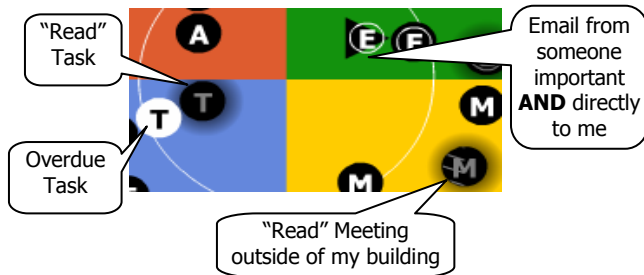 “Read”
Task
Overdue
Task
Email from
someone
important
AND directly
to me
“Read” Meeting
outside of my building
A
E
E
T
T
M
M
M